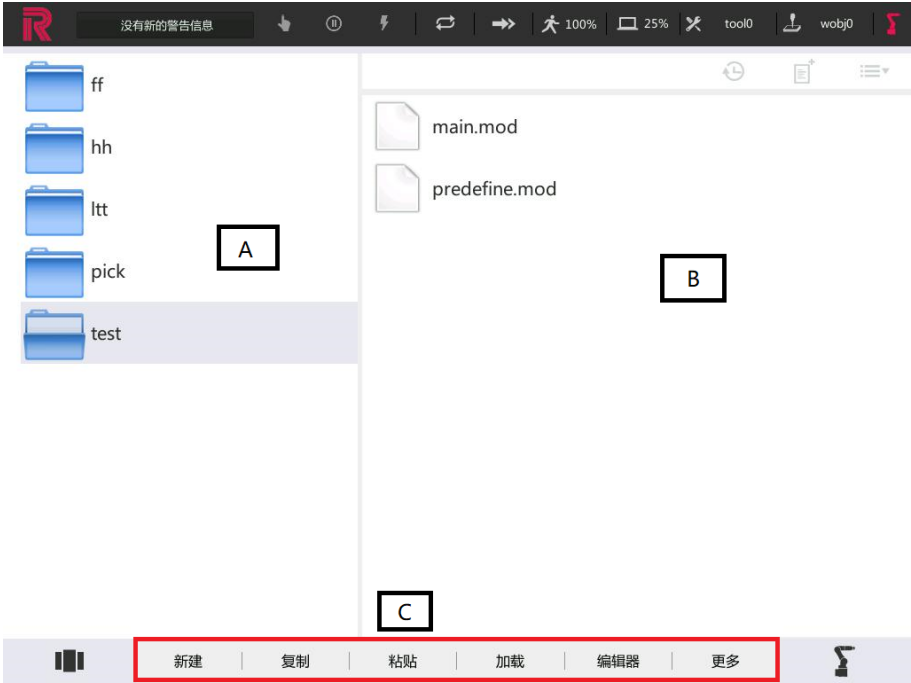 没有新的警告信息 100% 25% tool0 wobj0
ff
hh
ltt
pick
test
A
main.mod
predefine.mod
B
C
新建 复制 粘贴 加载 编辑器 更多